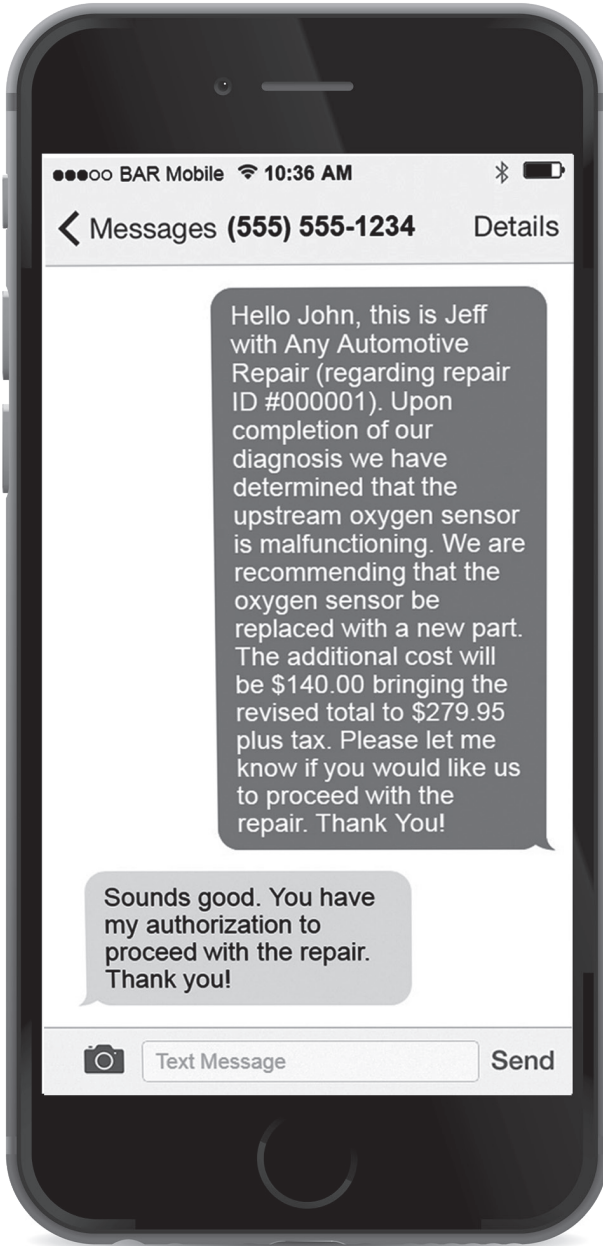 BAR Mobile 10:36 AM
Messages (555) 555-1234 Details
Hello John, this is Jeff
with Any Automotive
Repair (regarding repair
ID #000001). Upon
completion of our
diagnosis we have
determined that the
upstream oxygen sensor
is malfunctioning. We are
recommending that the
oxygen sensor be
replaced with a new part.
The additional cost will
be $140.00 bringing the
revised total to $279.95
plus tax. Please let me
know if you would like us
to proceed with the
repair. Thank You!
Sounds good. You have
my authorization to
proceed with the repair.
Thank you!
Text Message Send